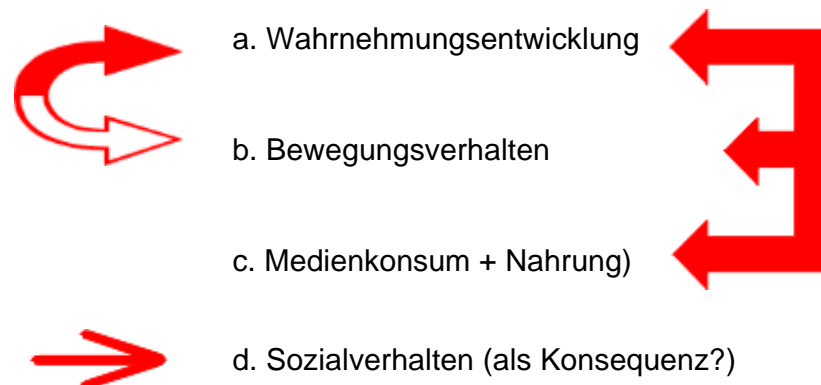 a. Wahrnehmungsentwicklung
b. Bewegungsverhalten
c. Medienkonsum + Nahrung)
d. Sozialverhalten (als Konsequenz?)